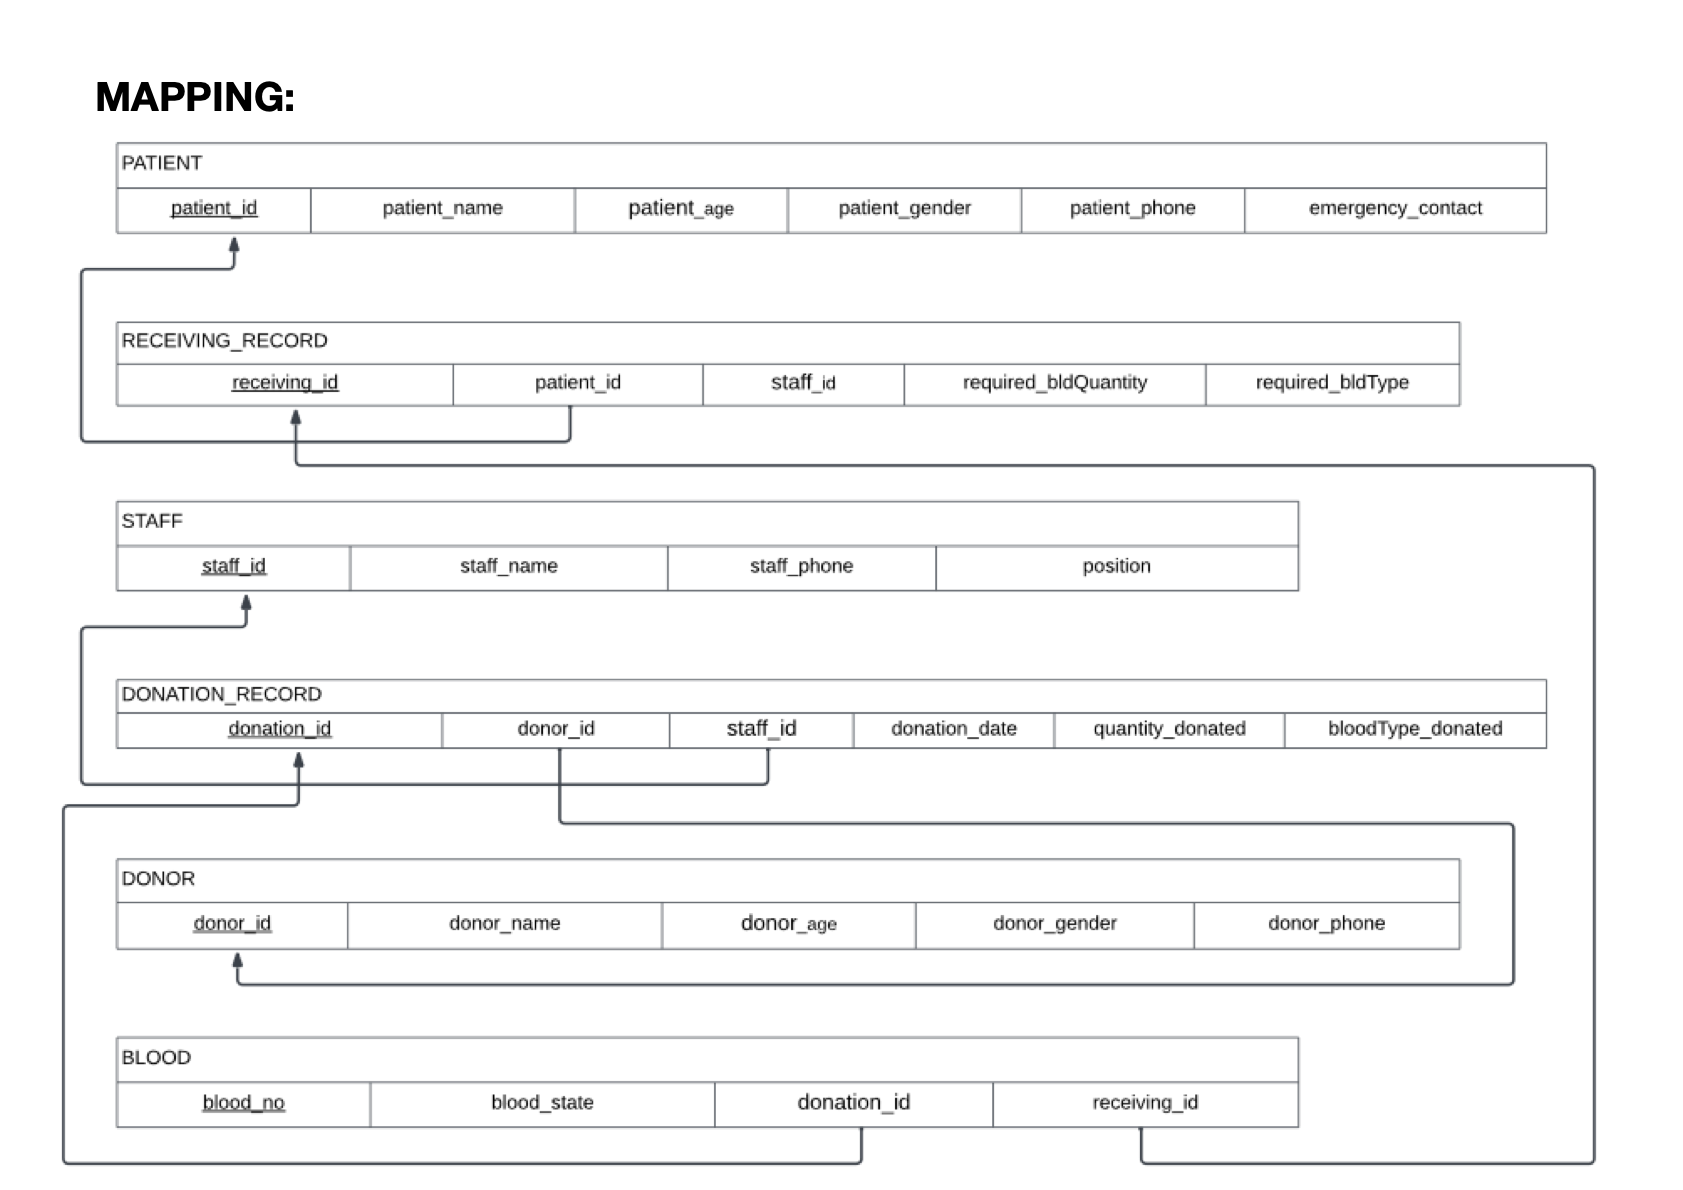 MAPPING:
PATIENT
patient_id patient_name patient_age patient_gender patient_phone emergency_contact
RECEIVING_RECORD
receiving_id patient_id staff_id required_bldQuantity required_bldType
STAFF
staff_id staff_name staff_phone position
DONATION_RECORD
donation_id donor_id staff_id donation_date quantity_donated bloodType_donated
DONOR
donor_id donor_name donor_age donor_gender donor_phone
BLOOD
blood_no blood_state donation_id receiving_id